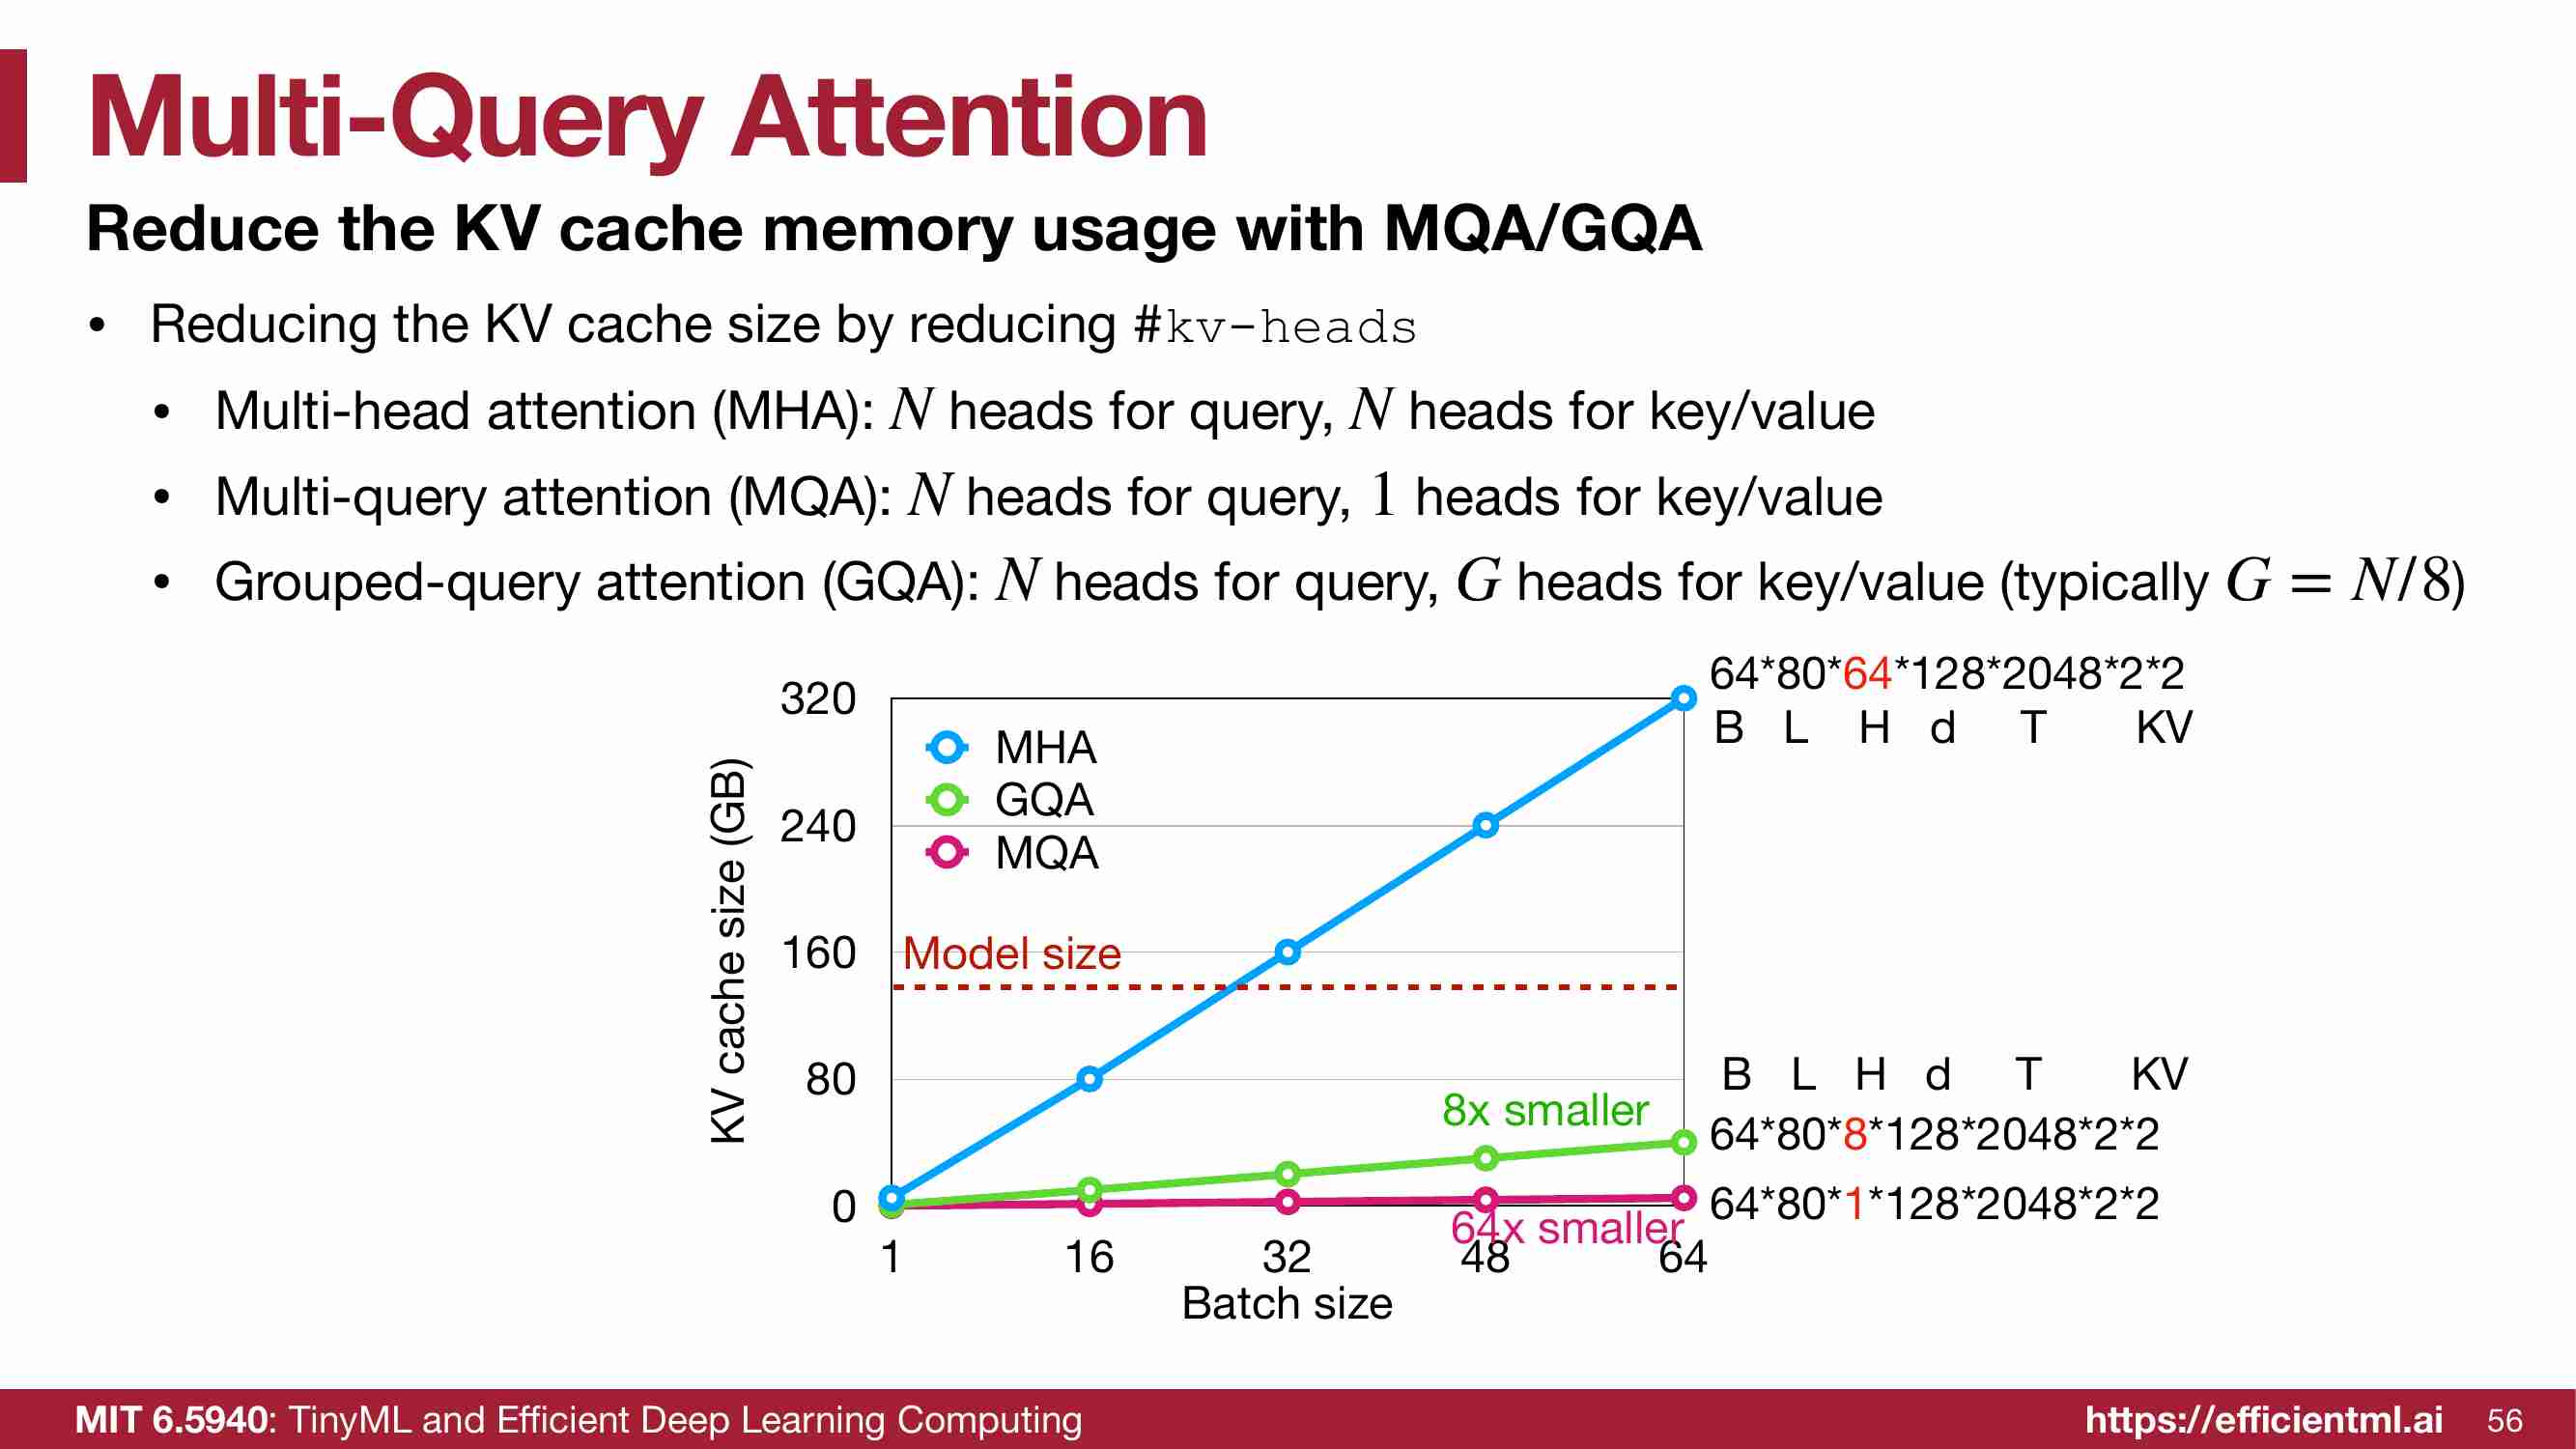 Multi-Query Attention
Reduce the KV cache memory usage with MQA/GQA
• Reducing the KV cache size by reducing #kv-heads
• Multi-head attention (MHA): N heads for query, N heads for key/value
• Multi-query attention (MQA): N heads for query, 1 heads for key/value
• Grouped-query attention (GQA): N heads for query, G heads for key/value (typically G = N/8)
64*80*64*128*2048*2*2
B L H d T KV
320
240
160
80
0
KV cache size (GB)
MHA
GQA
MQA
Model size
8x smaller
64x smaller
B L H d T KV
64*80*8*128*2048*2*2
64*80*1*128*2048*2*2
1 16 32 48 64
Batch size
MIT 6.5940: TinyML and Efficient Deep Learning Computing
https://efficientml.ai 56